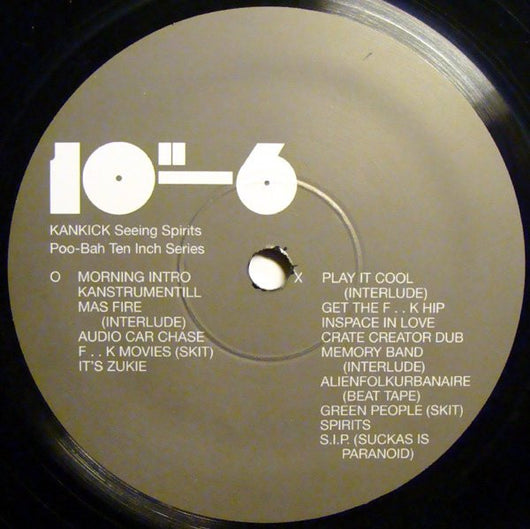 10"-6
KANKICK Seeing Spirits
Poo-Bah Ten Inch Series
O MORNING INTRO
KANSTRUMENTILL
MAS FIRE
(INTERLUDE)
AUDIO CAR CHASE
F . . K MOVIES (SKIT)
IT'S ZUKIE
X PLAY IT COOL
(INTERLUDE)
GET THE F . . K HIP
INSPACE IN LOVE
CRATE CREATOR DUB
MEMORY BAND
(INTERLUDE)
ALIENFOLKURBANAIRE
(BEAT TAPE)
GREEN PEOPLE (SKIT)
SPIRITS
S.I.P. (SUCKAS IS
PARANOID)